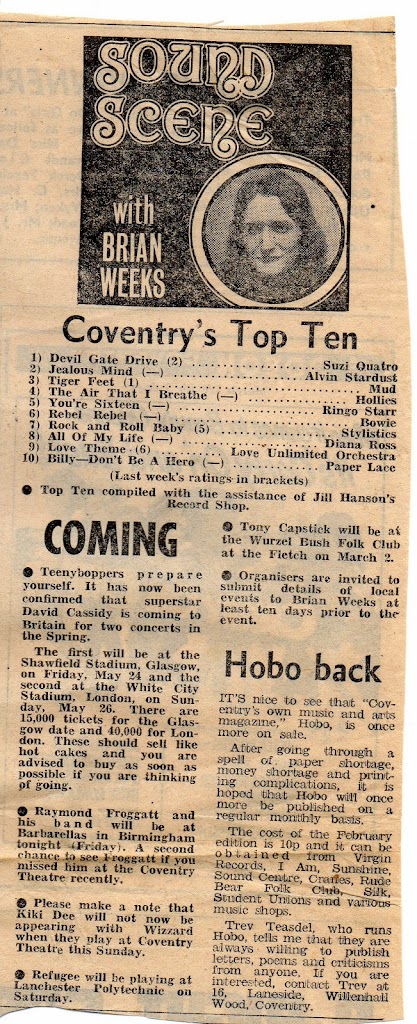 SOUND
SCENE
with
BRIAN
WEEKS
Coventry's Top Ten
1) Devil Gate Drive (2) .................. Suzi Quatro
2) Jealous Mind (—) .................. Alvin Stardust
3) Tiger Feet (1) .................. Mud
4) The Air That I Breathe (—) .................. Hollies
5) You're Sixteen (—) .................. Ringo Starr
6) Rebel Rebel (—) .................. Bowie
7) Rock and Roll Baby (5) .................. Stylistics
8) All Of My Life (—) .................. Diana Ross
9) Love Theme (6) .................. Love Unlimited Orchestra
10) Billy—Don't Be A Hero (—) .................. Paper Lace
(Last week's ratings in brackets)
● Top Ten compiled with the assistance of Jill Hanson's
Record Shop.
COMING
● Teenyboppers prepare
yourself. It has now been
confirmed that superstar
David Cassidy is coming to
Britain for two concerts in
the Spring.
The first will be at the
Shawfield Stadium, Glasgow,
on Friday, May 24 and the
second at the White City
Stadium, London, on Sun-
day, May 26. There are
15,000 tickets for the Glas-
gow date and 40,000 for Lon-
don. These should sell like
hot cakes and you are
advised to buy as soon as
possible if you are thinking
of going.
● Raymond Froggatt and
his band will be at
Barbarellas in Birmingham
tonight (Friday). A second
chance to see Froggatt if you
missed him at the Coventry
Theatre recently.
● Please make a note that
Kiki Dee will not now be
appearing with Wizzard
when they play at Coventry
Theatre this Sunday.
● Refugee will be playing at
Lanchester Polytechnic on
Saturday.
● Tony Capstick will be at
the Wurzel Bush Folk Club
at the Fletch on March 2.
● Organisers are invited to
submit details of local
events to Brian Weeks at
least ten days prior to the
event.
Hobo back
IT'S nice to see that "Cov-
entry's own music and arts
magazine," Hobo, is once
more on sale.
After going through a
spell of paper shortage,
money shortage and print-
ing complications, it is
hoped that Hobo will once
more be published on a
regular monthly basis.
The cost of the February
edition is 10p and it can be
obtained from Virgin
Records, I Am, Sunshine,
Sound Centre, Cranes, Rude
Bear Folk Club, Silk,
Student Unions and various
music shops.
Trev Teasdel, who runs
Hobo, tells me that they are
always willing to publish
letters, poems and criticisms
from anyone. If you are
interested, contact Trev at
16, Laneside, Willenhall
Wood, Coventry.